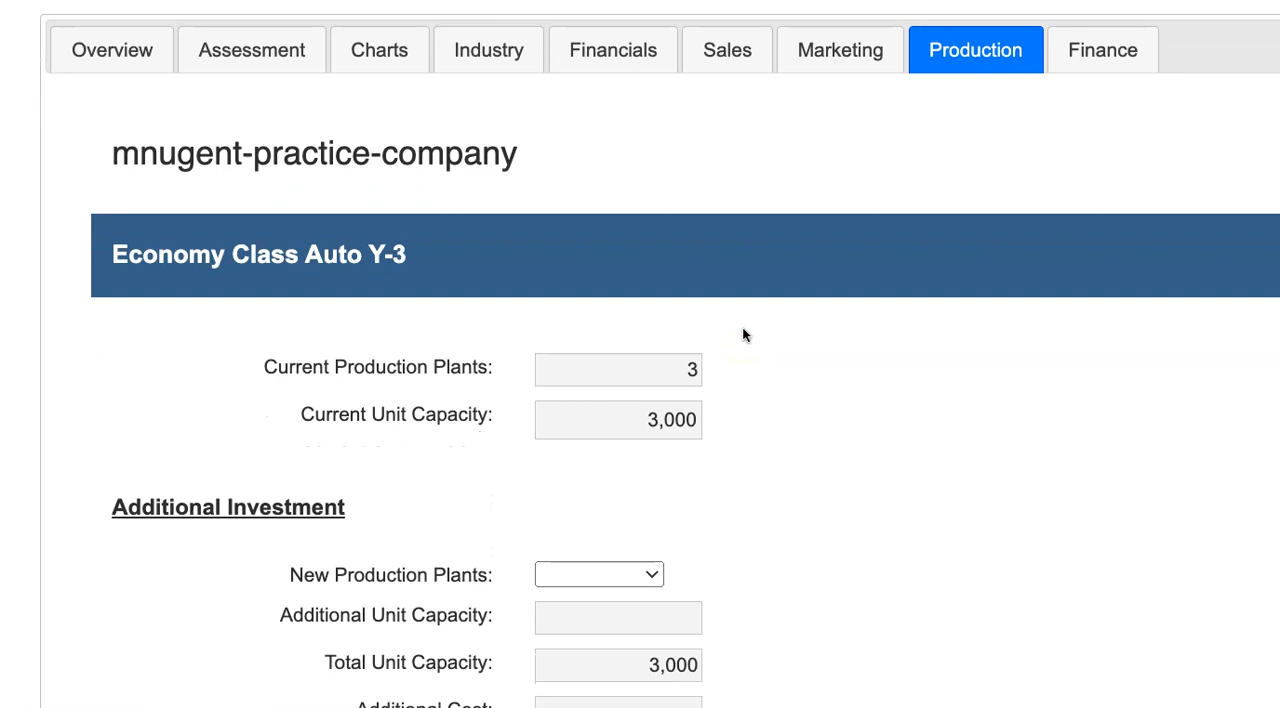 Overview Assessment Charts Industry Financials Sales Marketing Production Finance
mnugent-practice-company
Economy Class Auto Y-3
Current Production Plants: 3
Current Unit Capacity: 3,000
Additional Investment
New Production Plants:
Additional Unit Capacity:
Total Unit Capacity: 3,000
Additional Cost: